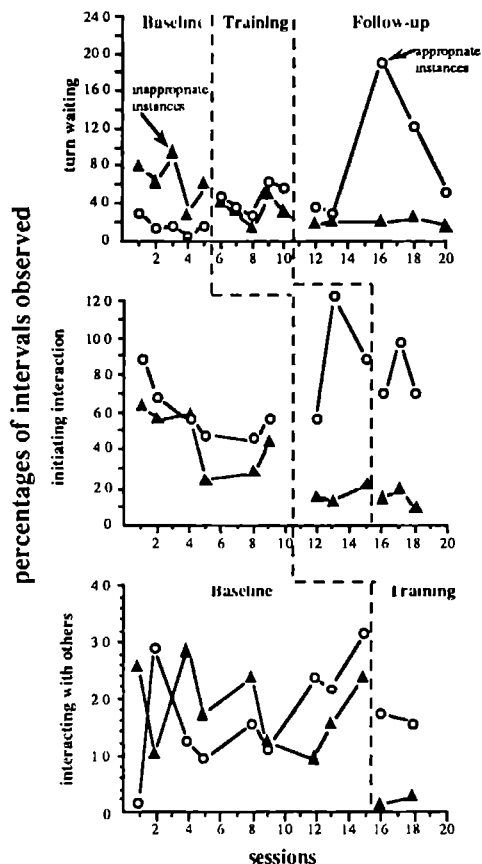 Baseline Training Follow-up
240
200
160
120
80
40
0
turn waiting
inappropriate
instances
appropriate
instances
2 4 6 8 10 12 14 16 18 20
percentages of intervals observed
120
100
80
60
40
20
0
initiating interaction
2 4 6 8 10 12 14 16 18 20
Baseline Training
40
30
20
10
0
interacting with others
2 4 6 8 10 12 14 16 18 20
sessions